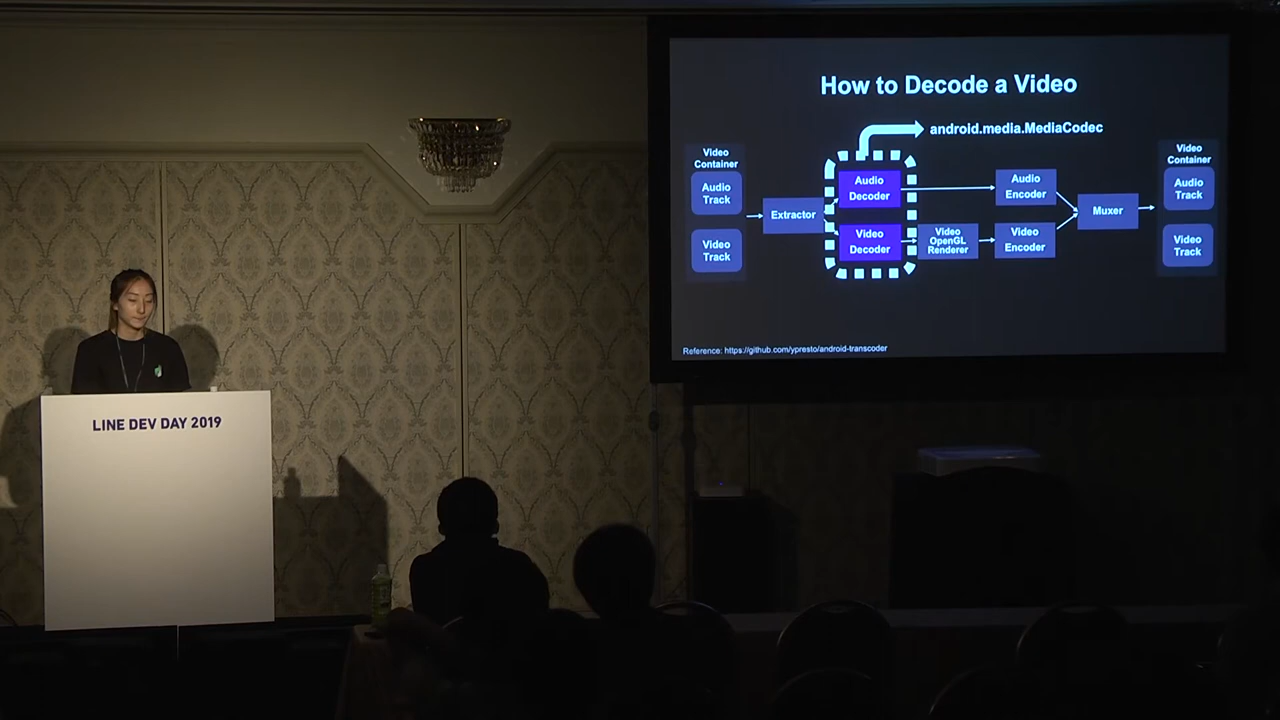 How to Decode a Video
android.media.MediaCodec
Video
Container
Audio
Track
Video
Track
Extractor
Audio
Decoder
Video
Decoder
Video
OpenGL
Renderer
Audio
Encoder
Video
Encoder
Muxer
Video
Container
Audio
Track
Video
Track
Reference: https://github.com/ypresto/android-transcoder
LINE DEV DAY 2019